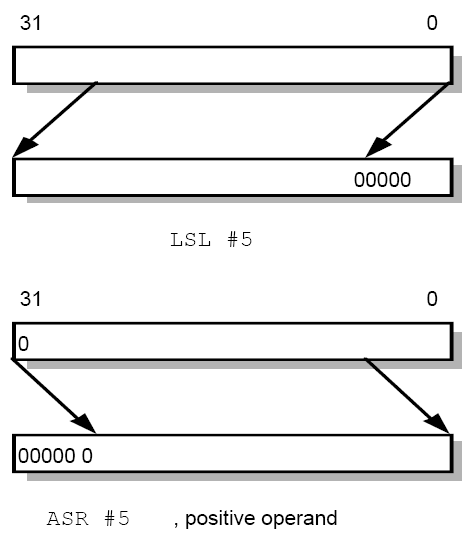 31 0
00000
LSL #5
31 0
0
00000 0
ASR #5 , positive operand